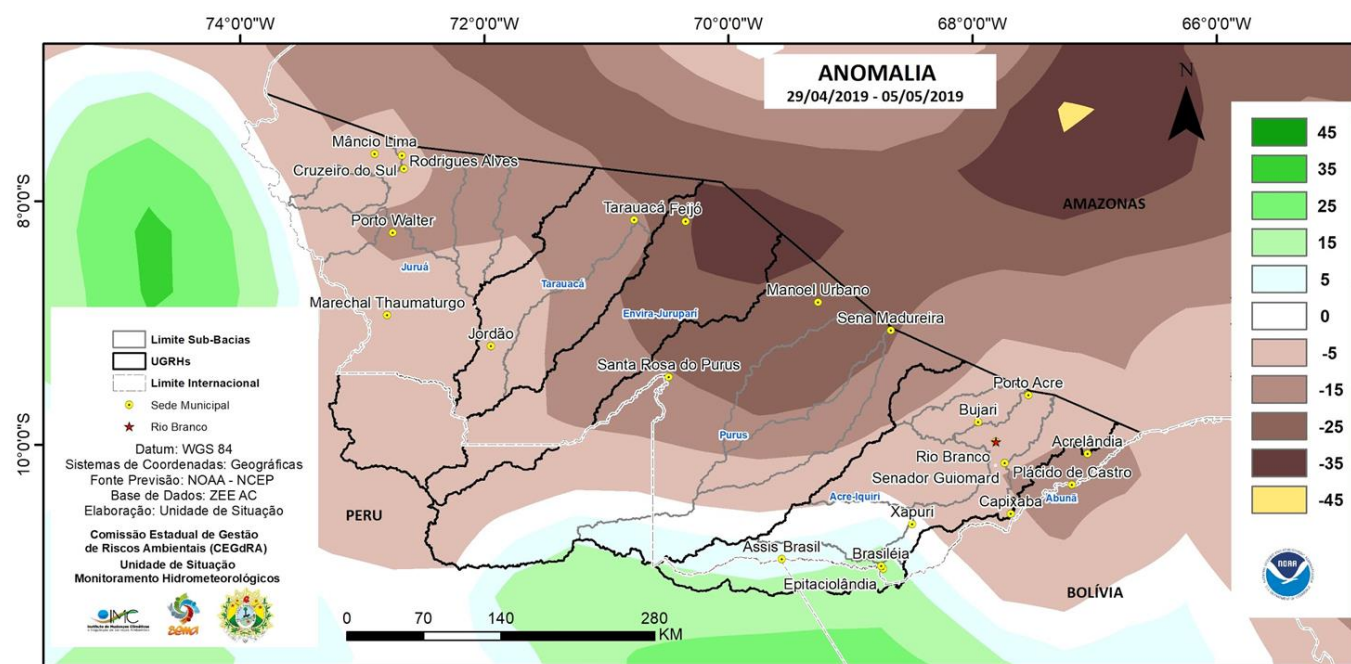 74°0'0"W
72°0'0"W
70°0'0"W
68°0'0"W
66°0'0"W
8°0'0"S
10°0'0"S
ANOMALIA
29/04/2019 - 05/05/2019
N
45
35
25
15
5
0
-5
-15
-25
-35
-45
AMAZONAS
Mâncio Lima
Rodrigues Alves
Cruzeiro do Sul
Tarauacá
Feijó
Porto Walter
Juruá
Tarauacá
Manoel Urbano
Marechal Thaumaturgo
Envira-Jurupari
Sena Madureira
Jordão
Santa Rosa do Purus
Porto Acre
Bujari
Purus
Acrelândia
Rio Branco
Plácido de Castro
Senador Guiomard
Acre-Iquiri
Capixaba
Abunã
Xapuri
PERU
Assis Brasil
Brasiléia
Epitaciolândia
BOLÍVIA
Limite Sub-Bacias
UGRHs
Limite Internacional
Sede Municipal
Rio Branco
Datum: WGS 84
Sistemas de Coordenadas: Geográficas
Fonte Previsão: NOAA - NCEP
Base de Dados: ZEE AC
Elaboração: Unidade de Situação
Comissão Estadual de Gestão
de Riscos Ambientais (CEGdRA)
Unidade de Situação
Monitoramento Hidrometeorológicos
IMC
sema
0 70 140 280
KM
NOAA